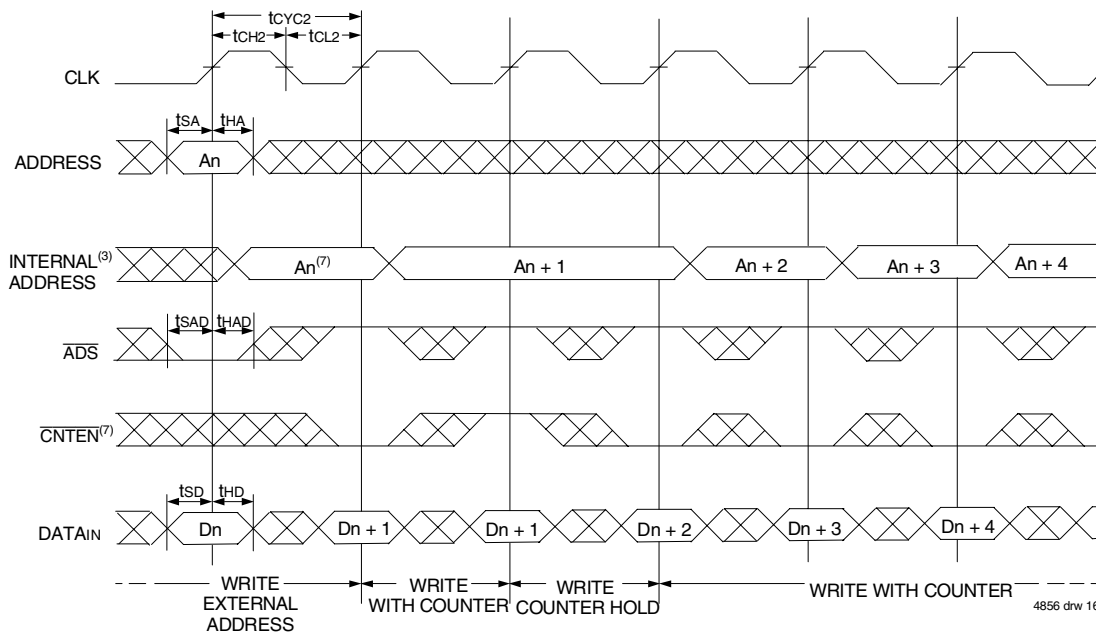 tCYC2
tCH2 tCL2
CLK
tSA tHA
ADDRESS An
INTERNAL(3)
ADDRESS
An(7) An + 1 An + 2 An + 3 An + 4
tSAD tHAD
ADS
CNTEN(7)
tSD tHD
DATAIN Dn Dn + 1 Dn + 1 Dn + 2 Dn + 3 Dn + 4
WRITE
EXTERNAL
ADDRESS
WRITE
WITH COUNTER
WRITE
COUNTER HOLD
WRITE WITH COUNTER
4856 drw 16